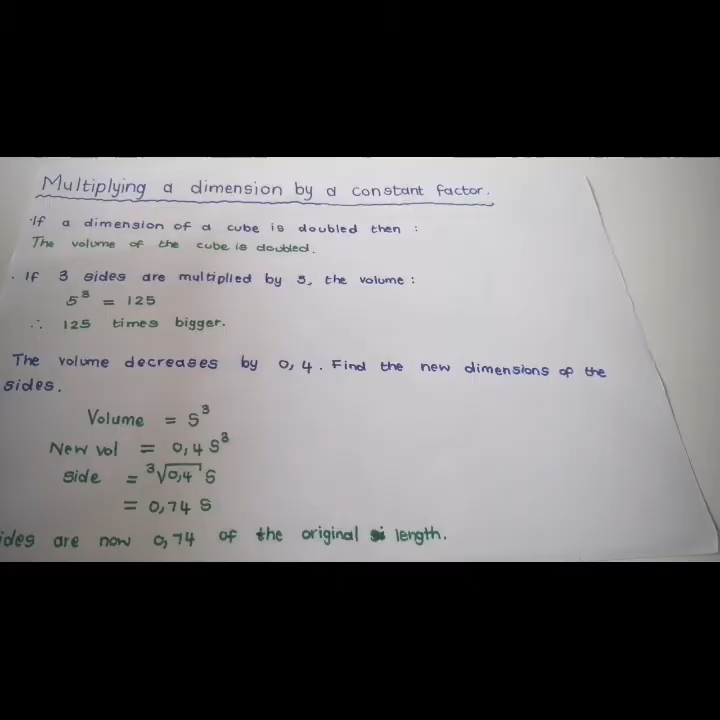 Multiplying a dimension by a constant factor.
·If a dimension of a cube is doubled then :
The volume of the cube is doubled.
· If 3 sides are multiplied by 5, the volume :
5³ = 125
∴ 125 times bigger.
The volume decreases by 0,4. Find the new dimensions of the
sides.
Volume = S³
New vol = 0,4 S³
side = ³√0,4 S
= 0,74 S
ides are now 0,74 of the original length.